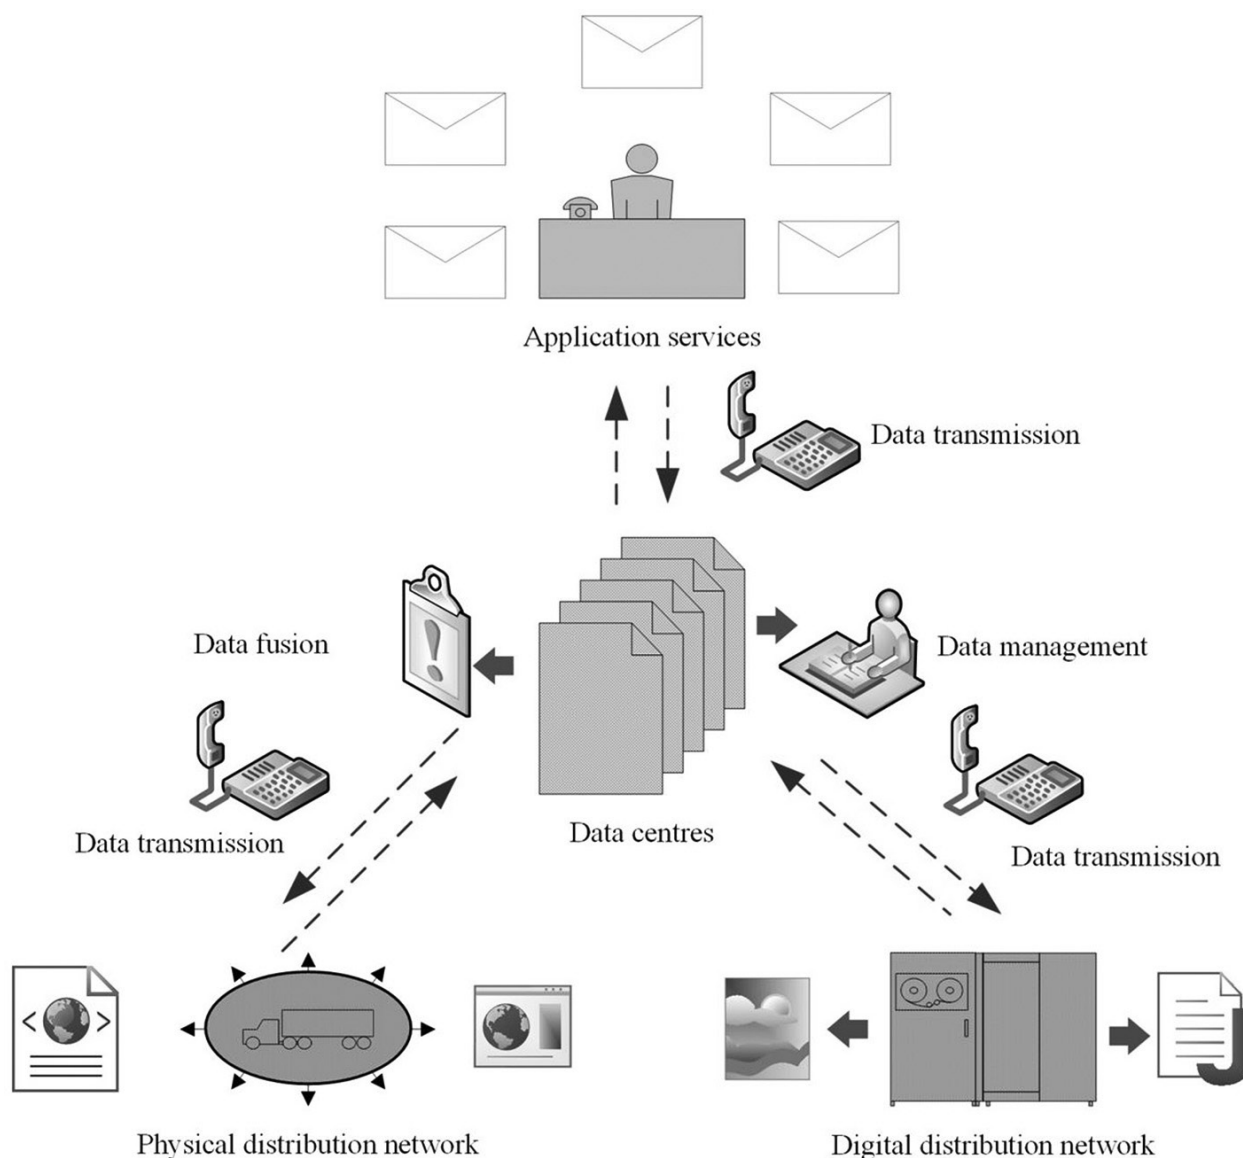 Application services
Data transmission
Data fusion
Data management
Data transmission
Data centres
Data transmission
Physical distribution network
Digital distribution network